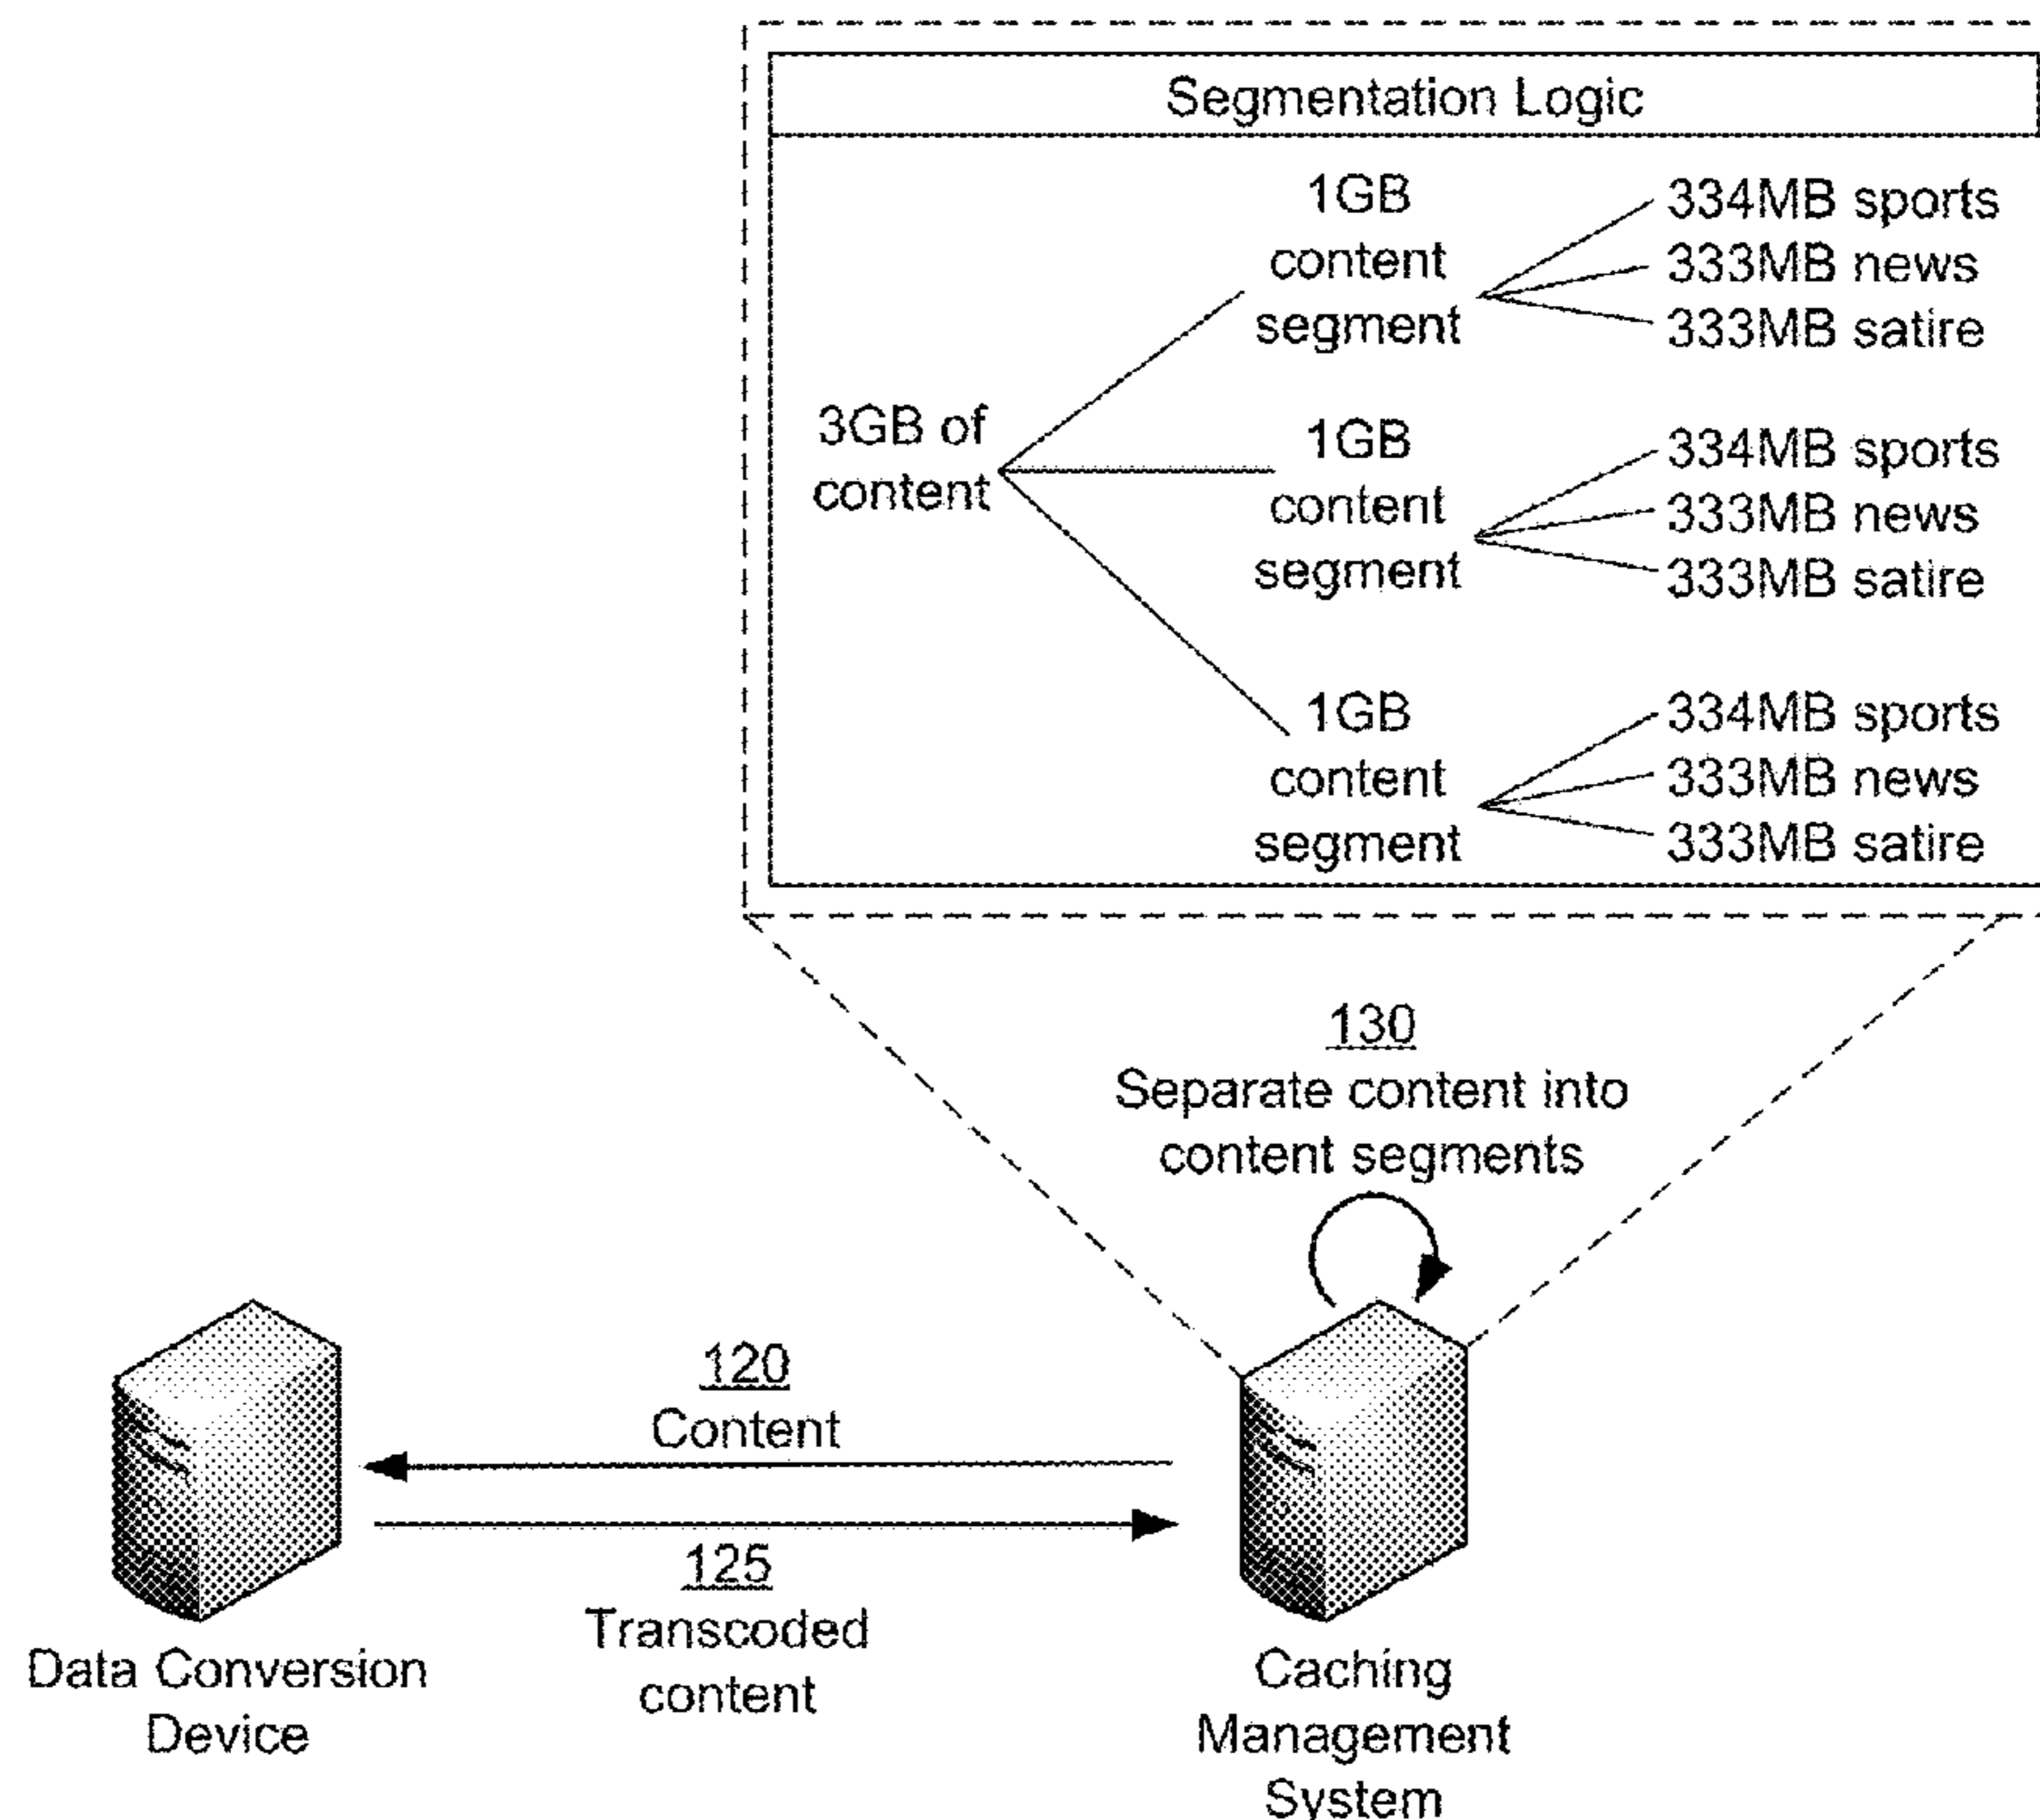 Segmentation Logic
3GB of
content
1GB
content
segment
334MB sports
333MB news
333MB satire
1GB
content
segment
334MB sports
333MB news
333MB satire
1GB
content
segment
334MB sports
333MB news
333MB satire
130
Separate content into
content segments
120
Content
125
Transcoded
content
Data Conversion
Device
Caching
Management
System